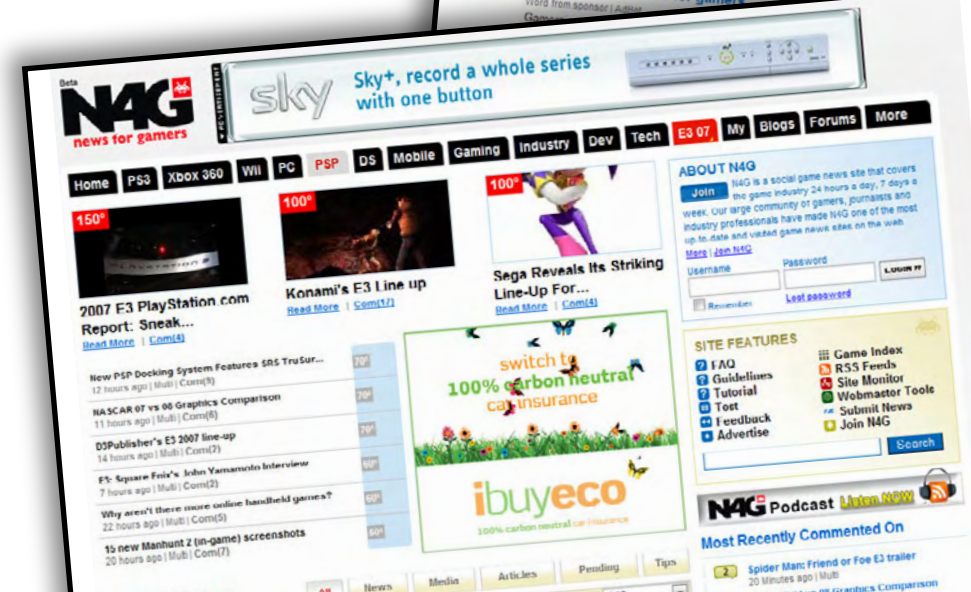 Word from sponsor |
gamers
Beta
N4G
news for gamers
ADVERTISEMENT
sky
Sky+, record a whole series
with one button
Home
PS3
Xbox 360
Wii
PC
PSP
DS
Mobile
Gaming
Industry
Dev
Tech
E3 07
My
Blogs
Forums
More
150°
100°
100°
PLAYSTATION
2007 E3 PlayStation.com
Report: Sneak...
Read More | Com(4)
Konami's E3 Line up
Read More | Com(17)
Sega Reveals Its Striking
Line-Up For...
Read More | Com(4)
ABOUT N4G
Join
N4G is a social game news site that covers
the game industry 24 hours a day, 7 days a
week. Our large community of gamers, journalists and
industry professionals have made N4G one of the most
up-to-date and visited game news sites on the web.
More | Join N4G
Username
Password
LOGIN
Remember
Lost password
New PSP Docking System Features SRS TruSur...
12 hours ago | Multi | Com(9)
70°
NASCAR 07 vs 08 Graphics Comparison
11 hours ago | Multi | Com(6)
70°
D3Publisher's E3 2007 line-up
14 hours ago | Multi | Com(2)
70°
Square Enix's John Yamamoto Interview
7 hours ago | Multi | Com(2)
60°
Why aren't there more online handheld games?
22 hours ago | Multi | Com(5)
60°
15 new Manhunt 2 (in-game) screenshots
20 hours ago | Multi | Com(7)
60°
switch to
100% carbon neutral
car insurance
ibuyeco
100% carbon neutral car insurance
SITE FEATURES
FAQ
Guidelines
Tutorial
Test
Feedback
Advertise
Game Index
RSS Feeds
Site Monitor
Webmaster Tools
Submit News
Join N4G
Search
N4G Podcast Listen NOW
Most Recently Commented On
2
Spider Man: Friend or Foe E3 trailer
20 Minutes ago | Multi
08 Graphics Comparison
All
News
Media
Articles
Pending
Tips